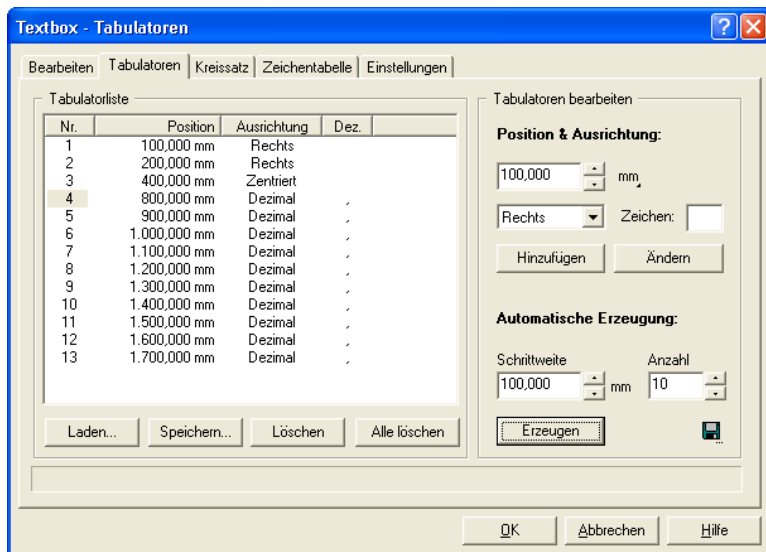 Textbox - Tabulatoren
Bearbeiten Tabulatoren Kreissatz Zeichentabelle Einstellungen
Tabulatorliste
Nr. Position Ausrichtung Dez.
1 100,000 mm Rechts
2 200,000 mm Rechts
3 400,000 mm Zentriert
4 800,000 mm Dezimal ,
5 900,000 mm Dezimal ,
6 1.000,000 mm Dezimal ,
7 1.100,000 mm Dezimal ,
8 1.200,000 mm Dezimal ,
9 1.300,000 mm Dezimal ,
10 1.400,000 mm Dezimal ,
11 1.500,000 mm Dezimal ,
12 1.600,000 mm Dezimal ,
13 1.700,000 mm Dezimal ,
Laden... Speichern... Löschen Alle löschen
Tabulatoren bearbeiten
Position & Ausrichtung:
100,000 mm
Rechts Zeichen:
Hinzufügen Ändern
Automatische Erzeugung:
Schrittweite Anzahl
100,000 mm 10
Erzeugen
OK Abbrechen Hilfe